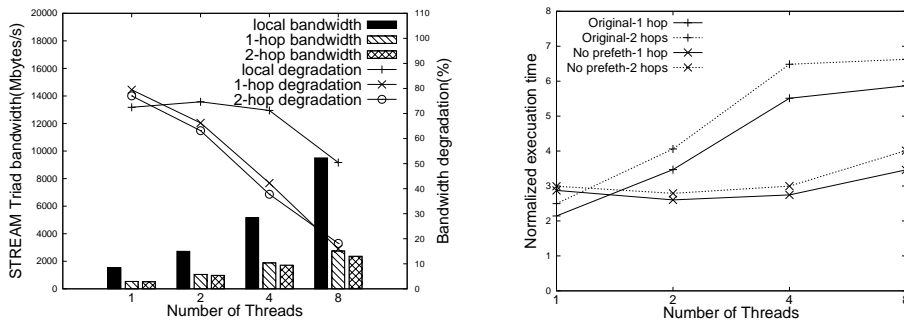 STREAM Triad bandwidth(Mbytes/s)
20000
18000
16000
14000
12000
10000
8000
6000
4000
2000
0
local bandwidth
1-hop bandwidth
2-hop bandwidth
local degradation
1-hop degradation
2-hop degradation
110
100
90
80
70
60
50
40
30
20
10
0
Bandwidth degradation(%)
1 2 4 8
Number of Threads
Normalized execuation time
8
7
6
5
4
3
2
1
0
Original-1 hop
Original-2 hops
No prefeth-1 hop
No prefeth-2 hops
1 2 4 8
Number of Threads